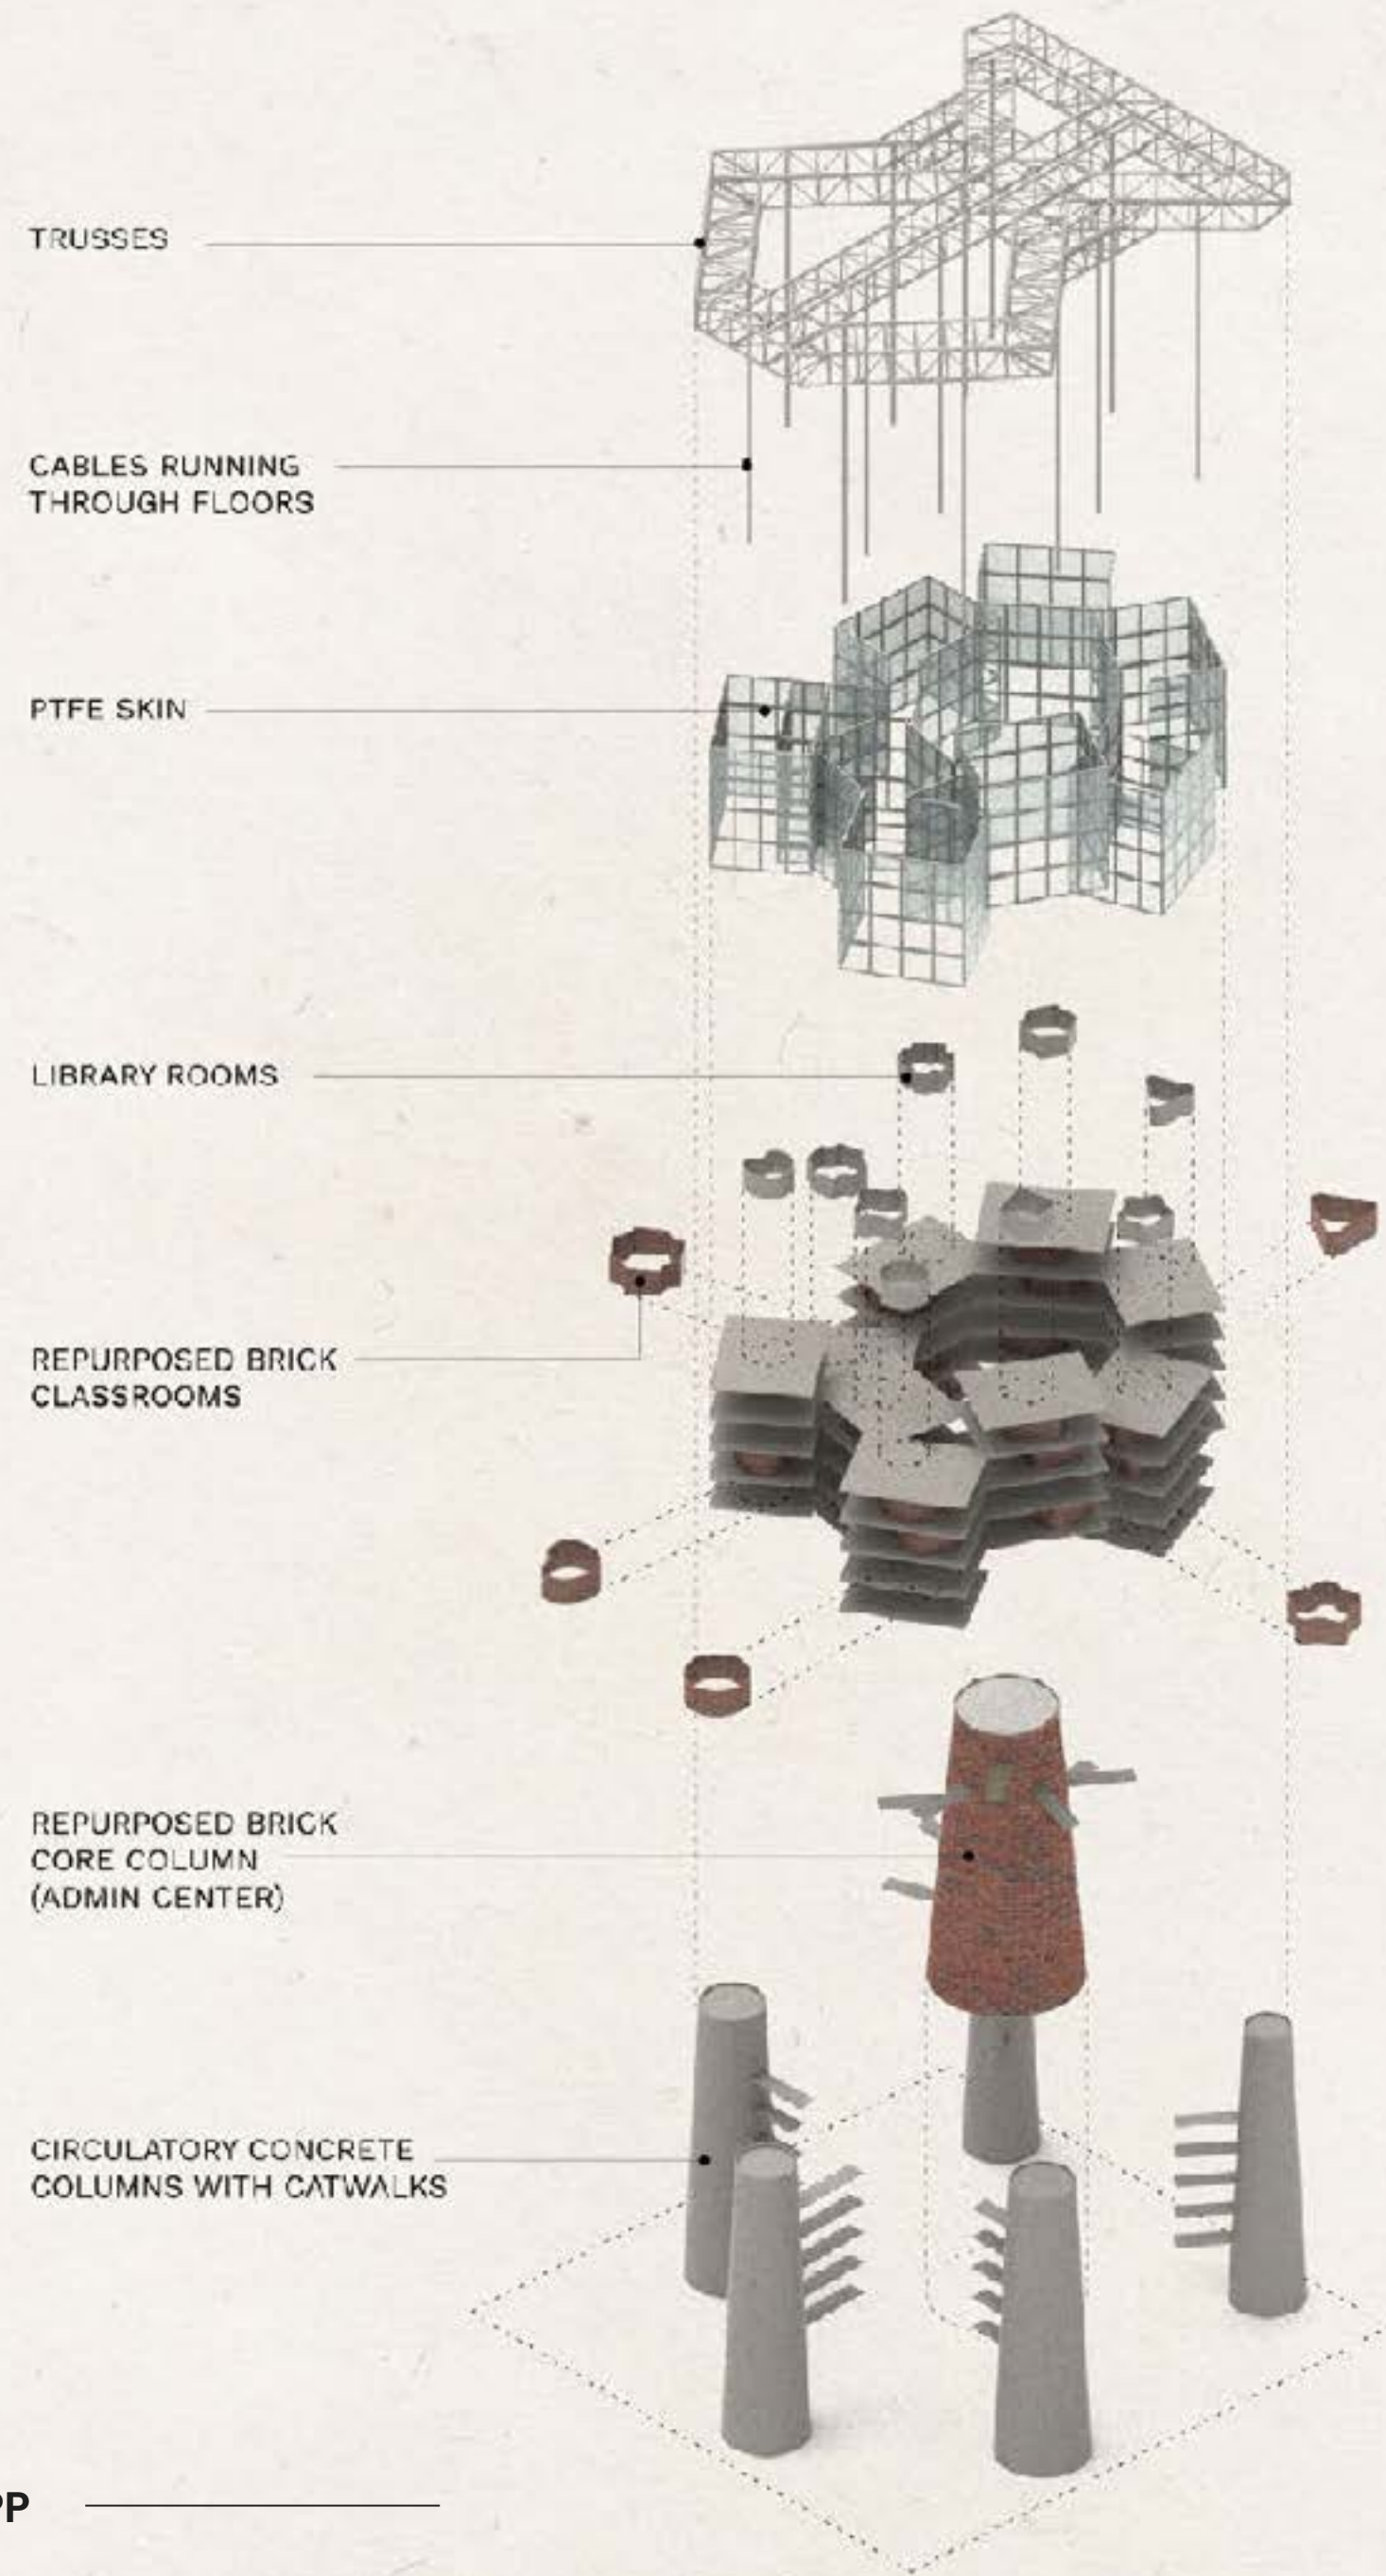 TRUSSES
CABLES RUNNING
THROUGH FLOORS
PTFE SKIN
LIBRARY ROOMS
REPURPOSED BRICK
CLASSROOMS
REPURPOSED BRICK
CORE COLUMN
(ADMIN CENTER)
CIRCULATORY CONCRETE
COLUMNS WITH CATWALKS